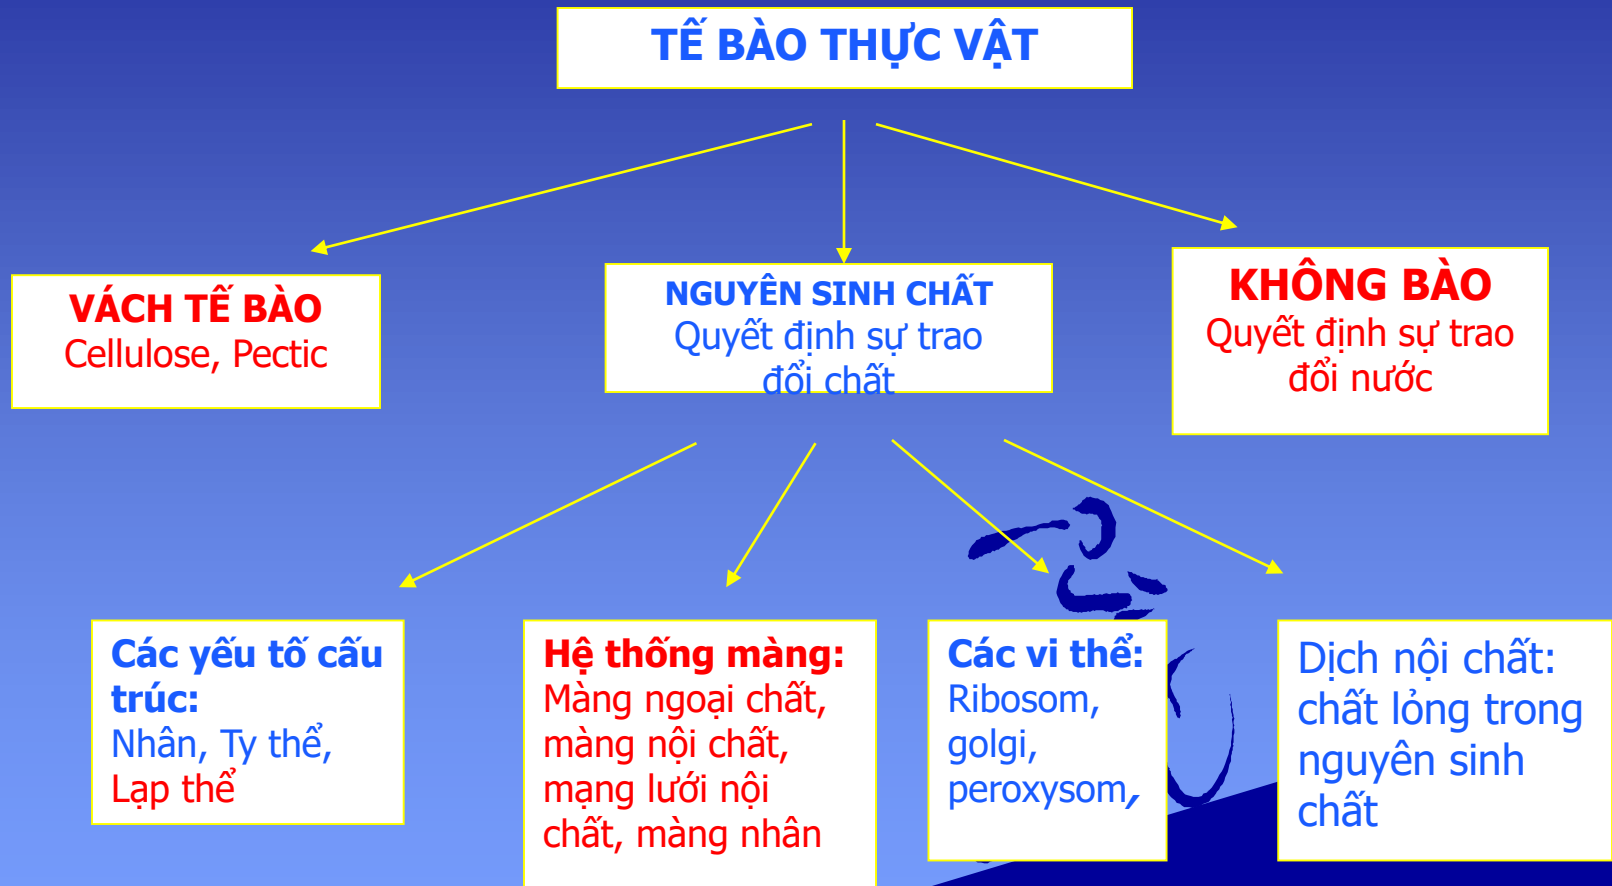 TẾ BÀO THỰC VẬT
VÁCH TẾ BÀO
Cellulose, Pectic
NGUYÊN SINH CHẤT
Quyết định sự trao
đổi chất
KHÔNG BÀO
Quyết định sự trao
đổi nước
Các yếu tố cấu
trúc:
Nhân, Ty thể,
Lạp thể
Hệ thống màng:
Màng ngoại chất,
màng nội chất,
mạng lưới nội
chất, màng nhân
Các vi thể:
Ribosom,
golgi,
peroxysom,
Dịch nội chất:
chất lỏng trong
nguyên sinh
chất